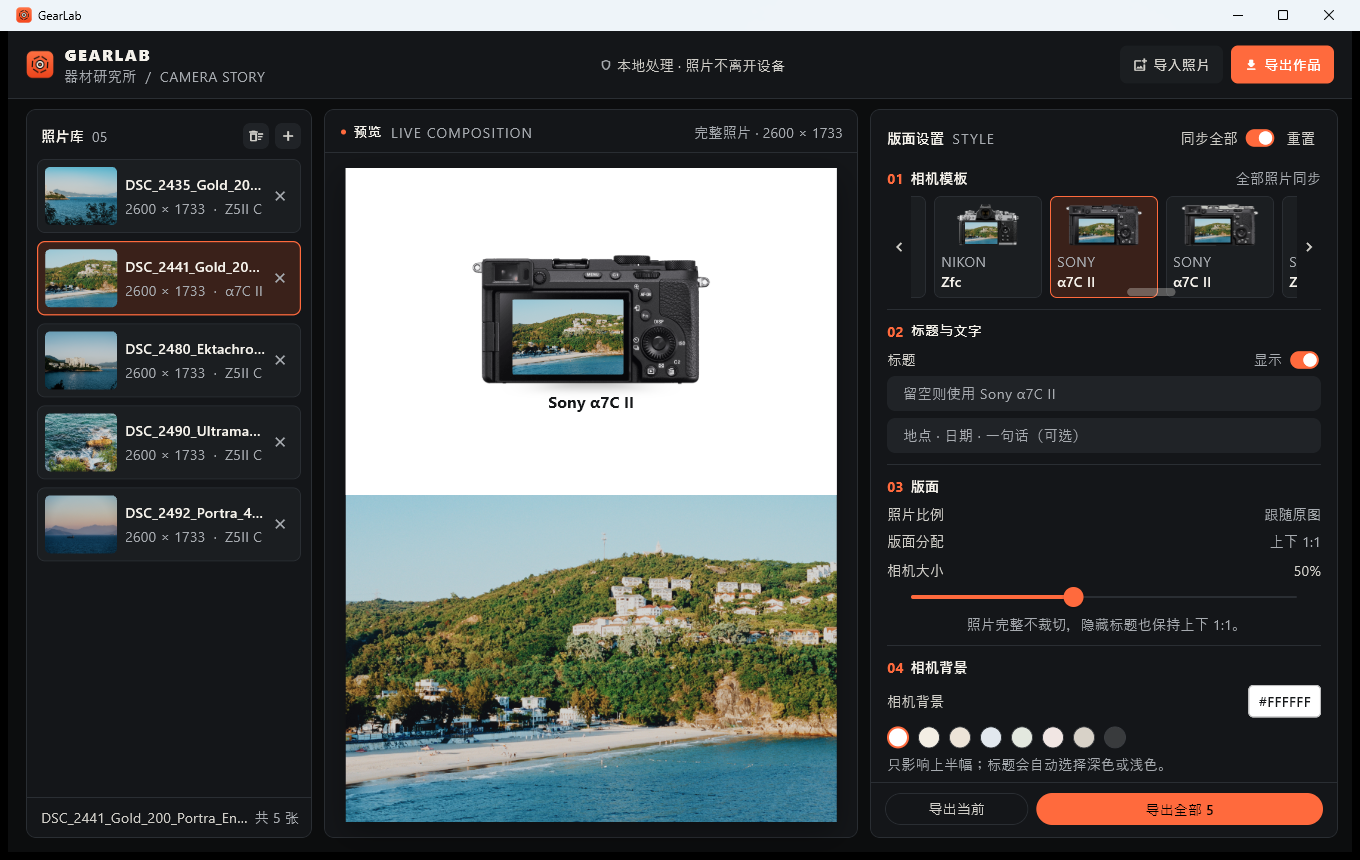 GearLab
GEARLAB
器材研究所 / CAMERA STORY
本地处理 · 照片不离开设备
导入照片
导出作品
照片库 05
DSC_2435_Gold_20...
2600 × 1733 · Z5II C
DSC_2441_Gold_20...
2600 × 1733 · α7C II
DSC_2480_Ektachro...
2600 × 1733 · Z5II C
DSC_2490_Ultrama...
2600 × 1733 · Z5II C
DSC_2492_Portra_4...
2600 × 1733 · Z5II C
DSC_2441_Gold_200_Portra_En... 共 5 张
预览 LIVE COMPOSITION
完整照片 · 2600 × 1733
MENU
DISP
Sony α7C II
版面设置 STYLE
同步全部
重置
01 相机模板
全部照片同步
NIKON
Zfc
SONY
α7C II
SONY
α7C II
S
Z
02 标题与文字
标题
显示
留空则使用 Sony α7C II
地点 · 日期 · 一句话（可选）
03 版面
照片比例
跟随原图
版面分配
上下 1:1
相机大小
50%
照片完整不裁切，隐藏标题也保持上下 1:1。
04 相机背景
相机背景
#FFFFFF
只影响上半幅；标题会自动选择深色或浅色。
导出当前
导出全部 5